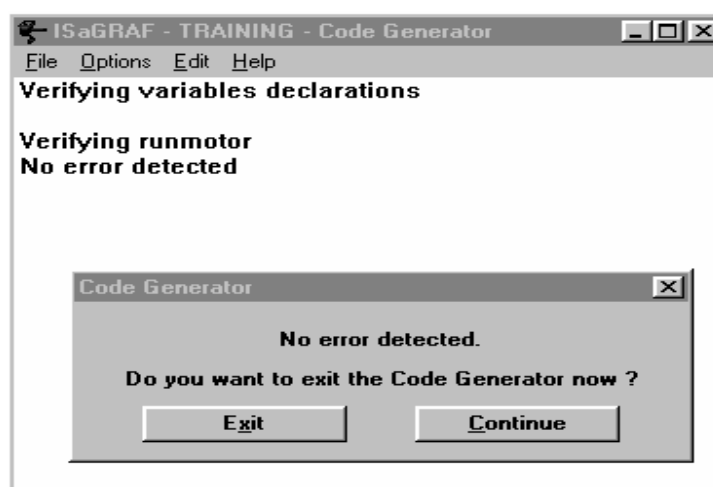 ISaGRAF - TRAINING - Code Generator
File Options Edit Help
Verifying variables declarations
Verifying runmotor
No error detected
Code Generator
No error detected.
Do you want to exit the Code Generator now ?
Exit Continue